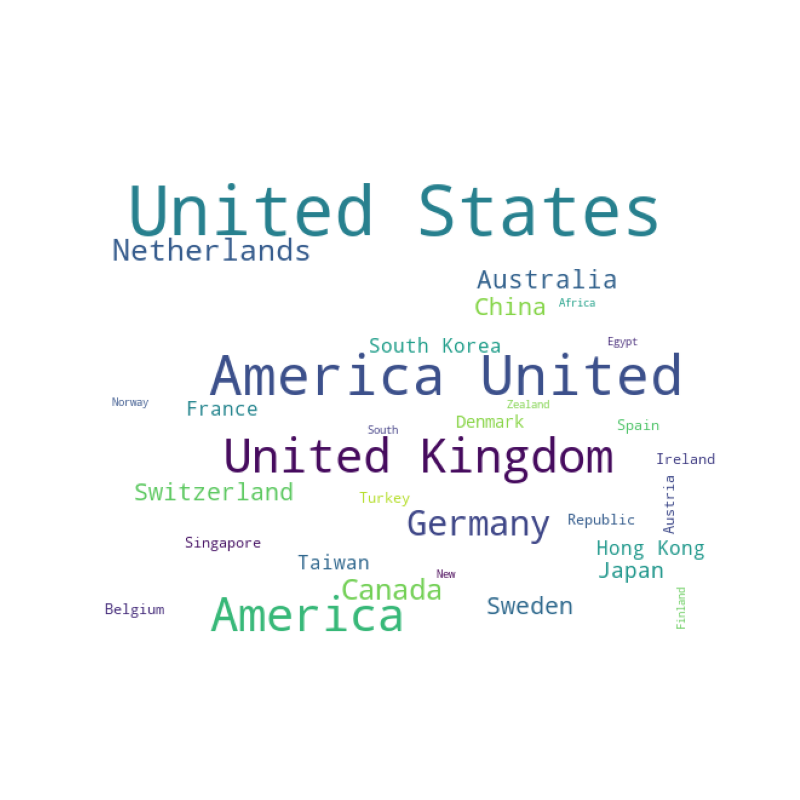 United States
Netherlands
Australia
China
Africa
South Korea
Egypt
America United
Norway
France
Zealand
Denmark
Spain
South
United Kingdom
Ireland
Switzerland
Turkey
Austria
Germany
Republic
Singapore
Hong Kong
Taiwan
Japan
New
Canada
America
Sweden
Belgium
Finland